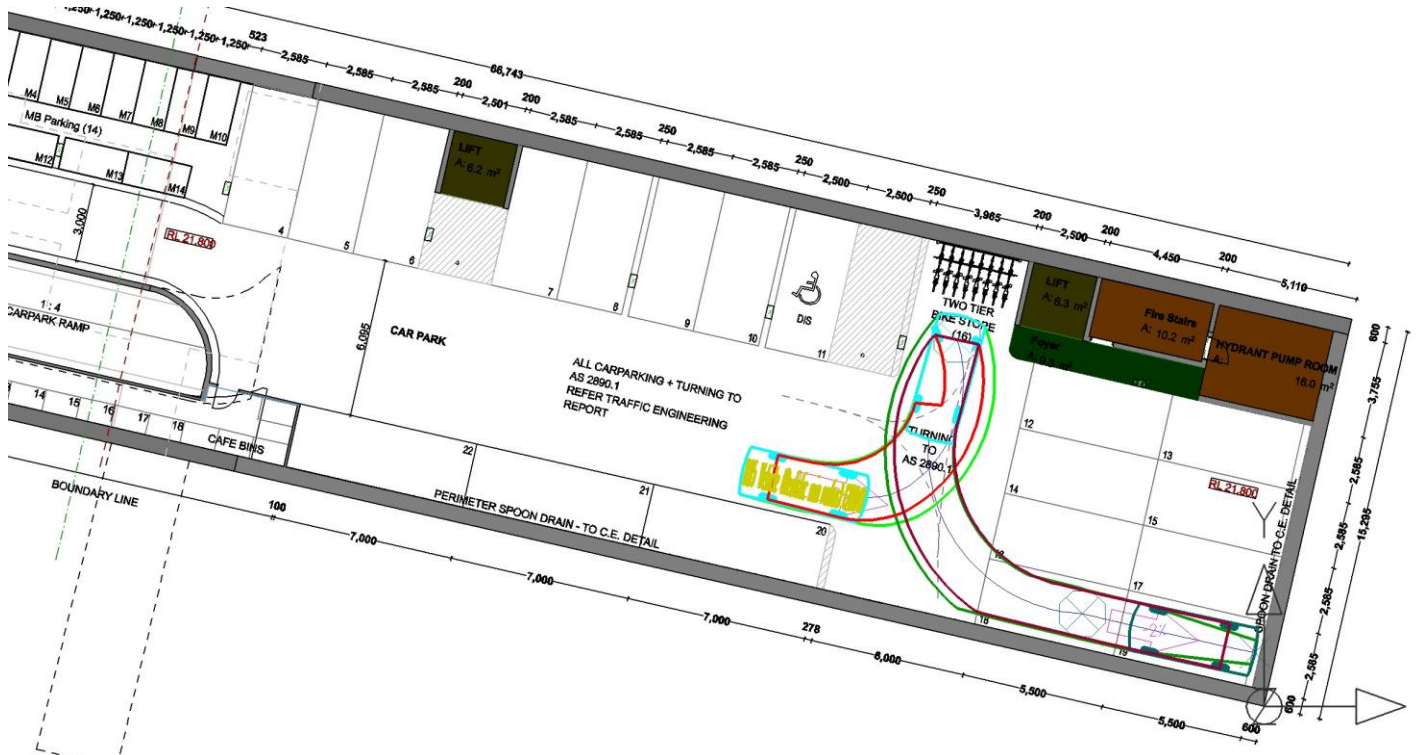 1,250
1,250
1,250
1,250
1,250
523
2,585
2,585
2,585
200
2,501
200
2,585
2,585
250
2,585
2,585
250
2,500
2,500
250
3,965
200
2,500
200
4,450
200
5,110
66,743
M4
M5
M6
M7
M8
M9
M10
MB Parking (14)
M12
M13
M14
3,000
RL 21,800
LIFT
A: 6.2 m²
4
5
6
7
8
9
10
11
DIS
TWO TIER
BIKE STORE
(16)
LIFT
A: 6.3 m²
Fire Stairs
A: 10.2 m²
HYDRANT PUMP ROOM
A:
18.0 m²
Foyer
1 : 4
CARPARK RAMP
6,095
CAR PARK
ALL CARPARKING + TURNING TO
AS 2890.1
REFER TRAFFIC ENGINEERING
REPORT
TURNING
TO
AS 2890.1
12
13
14
15
17
18
19
-2%
RL 21,800
SPOON DRAIN TO C.E. DETAIL
Y
600
3,755
2,585
2,585
2,585
2,585
600
15,295
14
15
16
17
18
CAFE BINS
22
21
20
PERIMETER SPOON DRAIN - TO C.E. DETAIL
BOUNDARY LINE
100
7,000
7,000
7,000
278
6,000
5,500
5,500
600